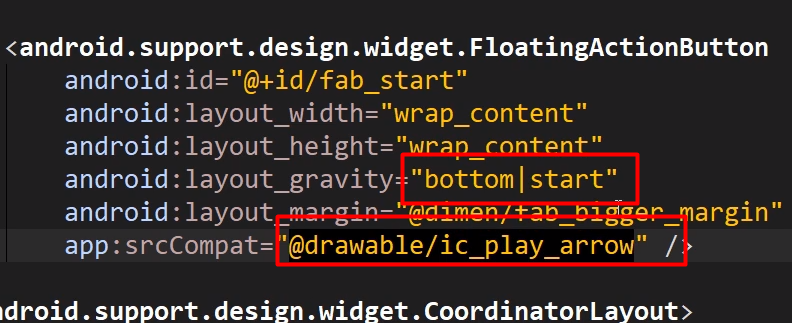 <android.support.design.widget.FloatingActionButton
android:id="@+id/fab_start"
android:layout_width="wrap_content"
android:layout_height="wrap_content"
android:layout_gravity="bottom|start"
android:layout_margin="@dimen/fab_bigger_margin"
app:srcCompat="@drawable/ic_play_arrow" />
android.support.design.widget.CoordinatorLayout>